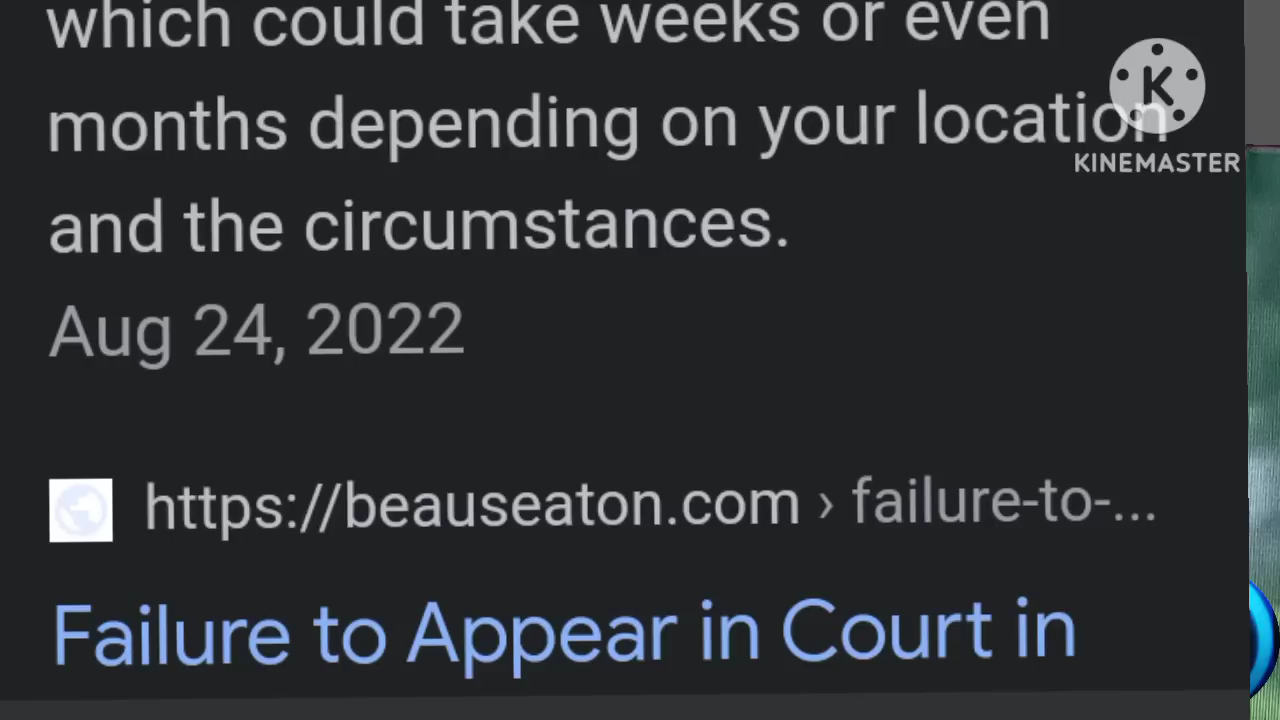 which could take weeks or even
months depending on your location
and the circumstances.
Aug 24, 2022
https://beauseaton.com › failure-to-...
Failure to Appear in Court in
K
KINEMASTER